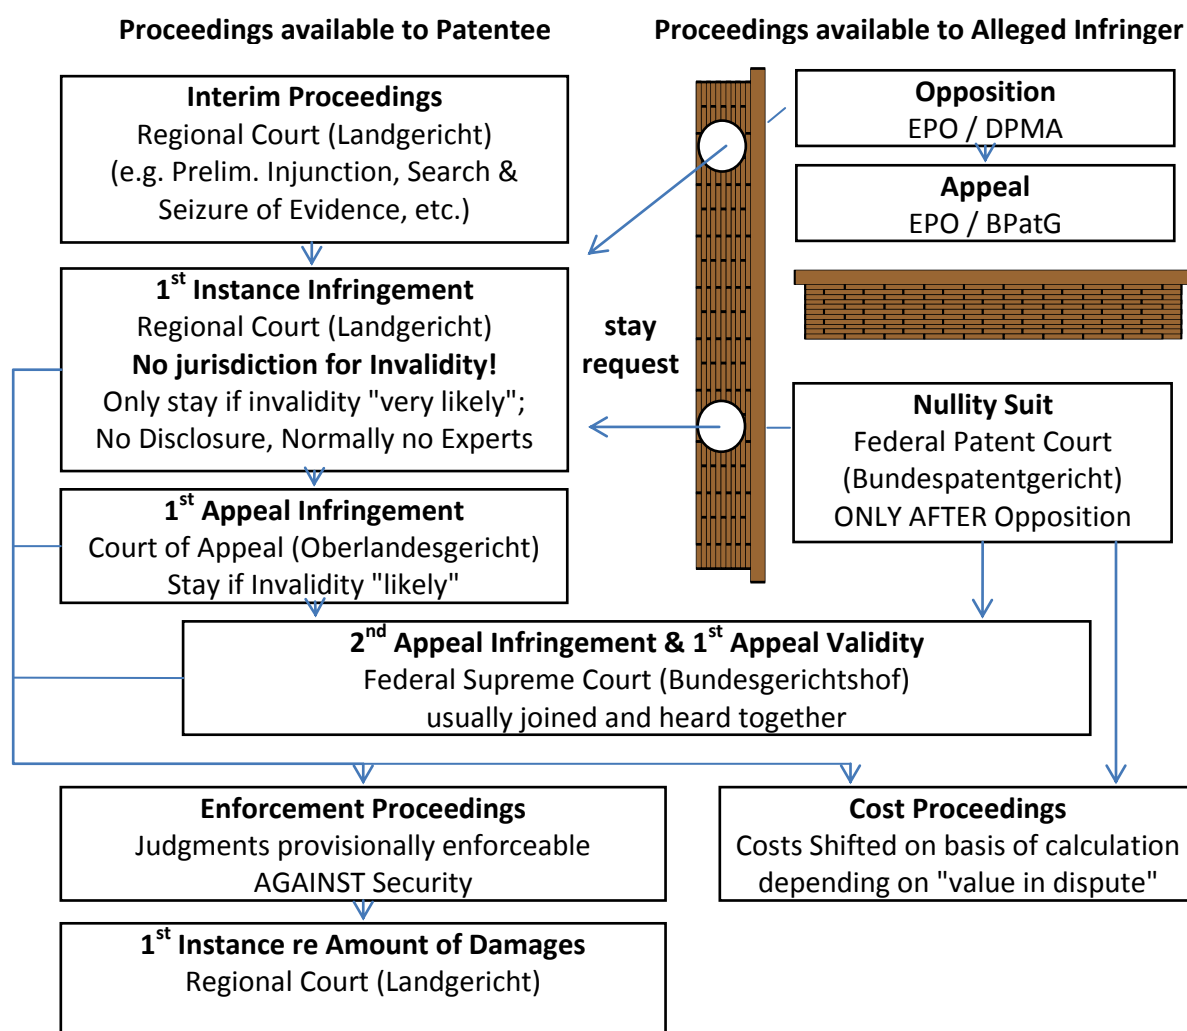 Proceedings available to Patentee
Proceedings available to Alleged Infringer
Interim Proceedings
Regional Court (Landgericht)
(e.g. Prelim. Injunction, Search &
Seizure of Evidence, etc.)
Opposition
EPO / DPMA
Appeal
EPO / BPatG
1st Instance Infringement
Regional Court (Landgericht)
No jurisdiction for Invalidity!
Only stay if invalidity "very likely";
No Disclosure, Normally no Experts
stay
request
Nullity Suit
Federal Patent Court
(Bundespatentgericht)
ONLY AFTER Opposition
1st Appeal Infringement
Court of Appeal (Oberlandesgericht)
Stay if Invalidity "likely"
2nd Appeal Infringement & 1st Appeal Validity
Federal Supreme Court (Bundesgerichtshof)
usually joined and heard together
Enforcement Proceedings
Judgments provisionally enforceable
AGAINST Security
Cost Proceedings
Costs Shifted on basis of calculation
depending on "value in dispute"
1st Instance re Amount of Damages
Regional Court (Landgericht)